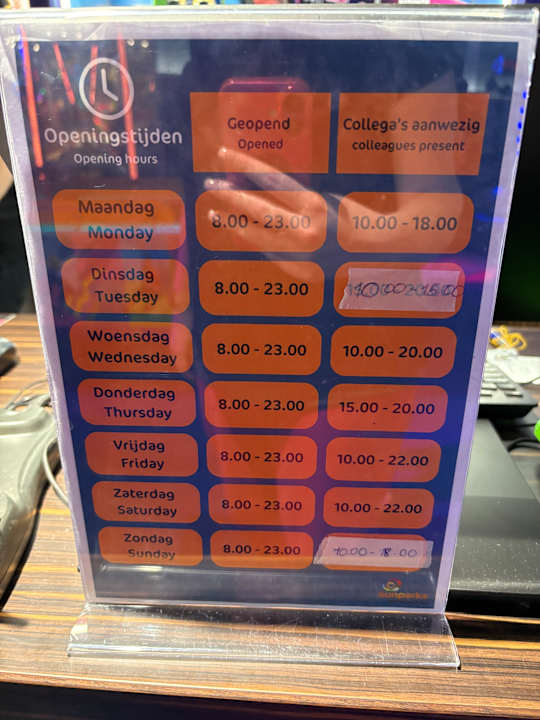 Openingstijden
Opening hours
Geopend
Opened
Collega's aanwezig
colleagues present
Maandag
Monday
8.00 - 23.00
10.00 - 18.00
Dinsdag
Tuesday
8.00 - 23.00
Woensdag
Wednesday
8.00 - 23.00
10.00 - 20.00
Donderdag
Thursday
8.00 - 23.00
15.00 - 20.00
Vrijdag
Friday
8.00 - 23.00
10.00 - 22.00
Zaterdag
Saturday
8.00 - 23.00
10.00 - 22.00
Zondag
Sunday
8.00 - 23.00
10.00 - 18.00
sunparks